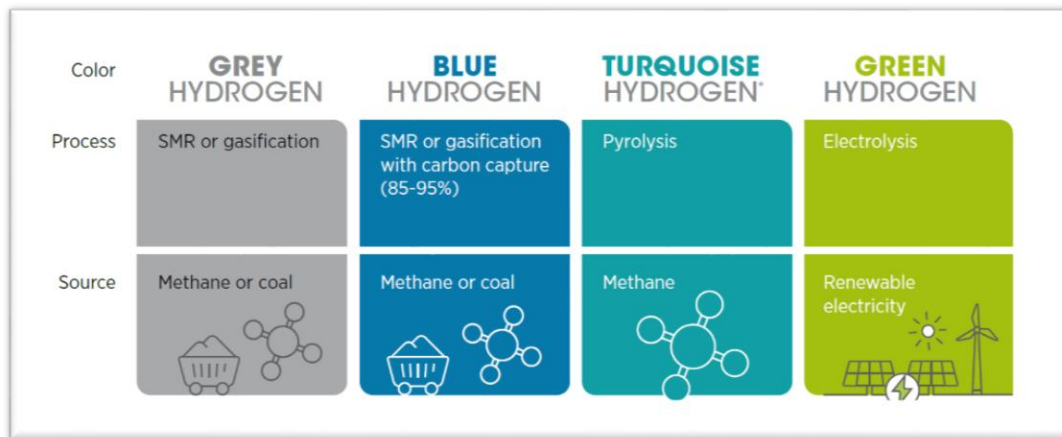 Color
GREY
HYDROGEN
BLUE
HYDROGEN
TURQUOISE
HYDROGEN*
GREEN
HYDROGEN
Process
SMR or gasification
SMR or gasification
with carbon capture
(85-95%)
Pyrolysis
Electrolysis
Source
Methane or coal
Methane or coal
Methane
Renewable
electricity